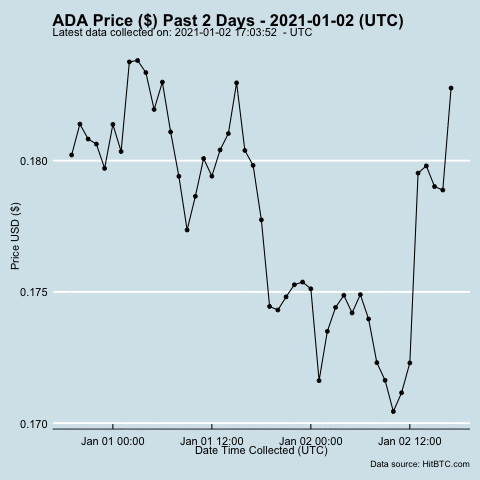 ADA Price ($) Past 2 Days - 2021-01-02 (UTC)
Latest data collected on: 2021-01-02 17:03:52  - UTC
0.180
0.175
0.170
Price USD ($)
Jan 01 00:00 Jan 01 12:00 Jan 02 00:00 Jan 02 12:00
Date Time Collected (UTC)
Data source: HitBTC.com